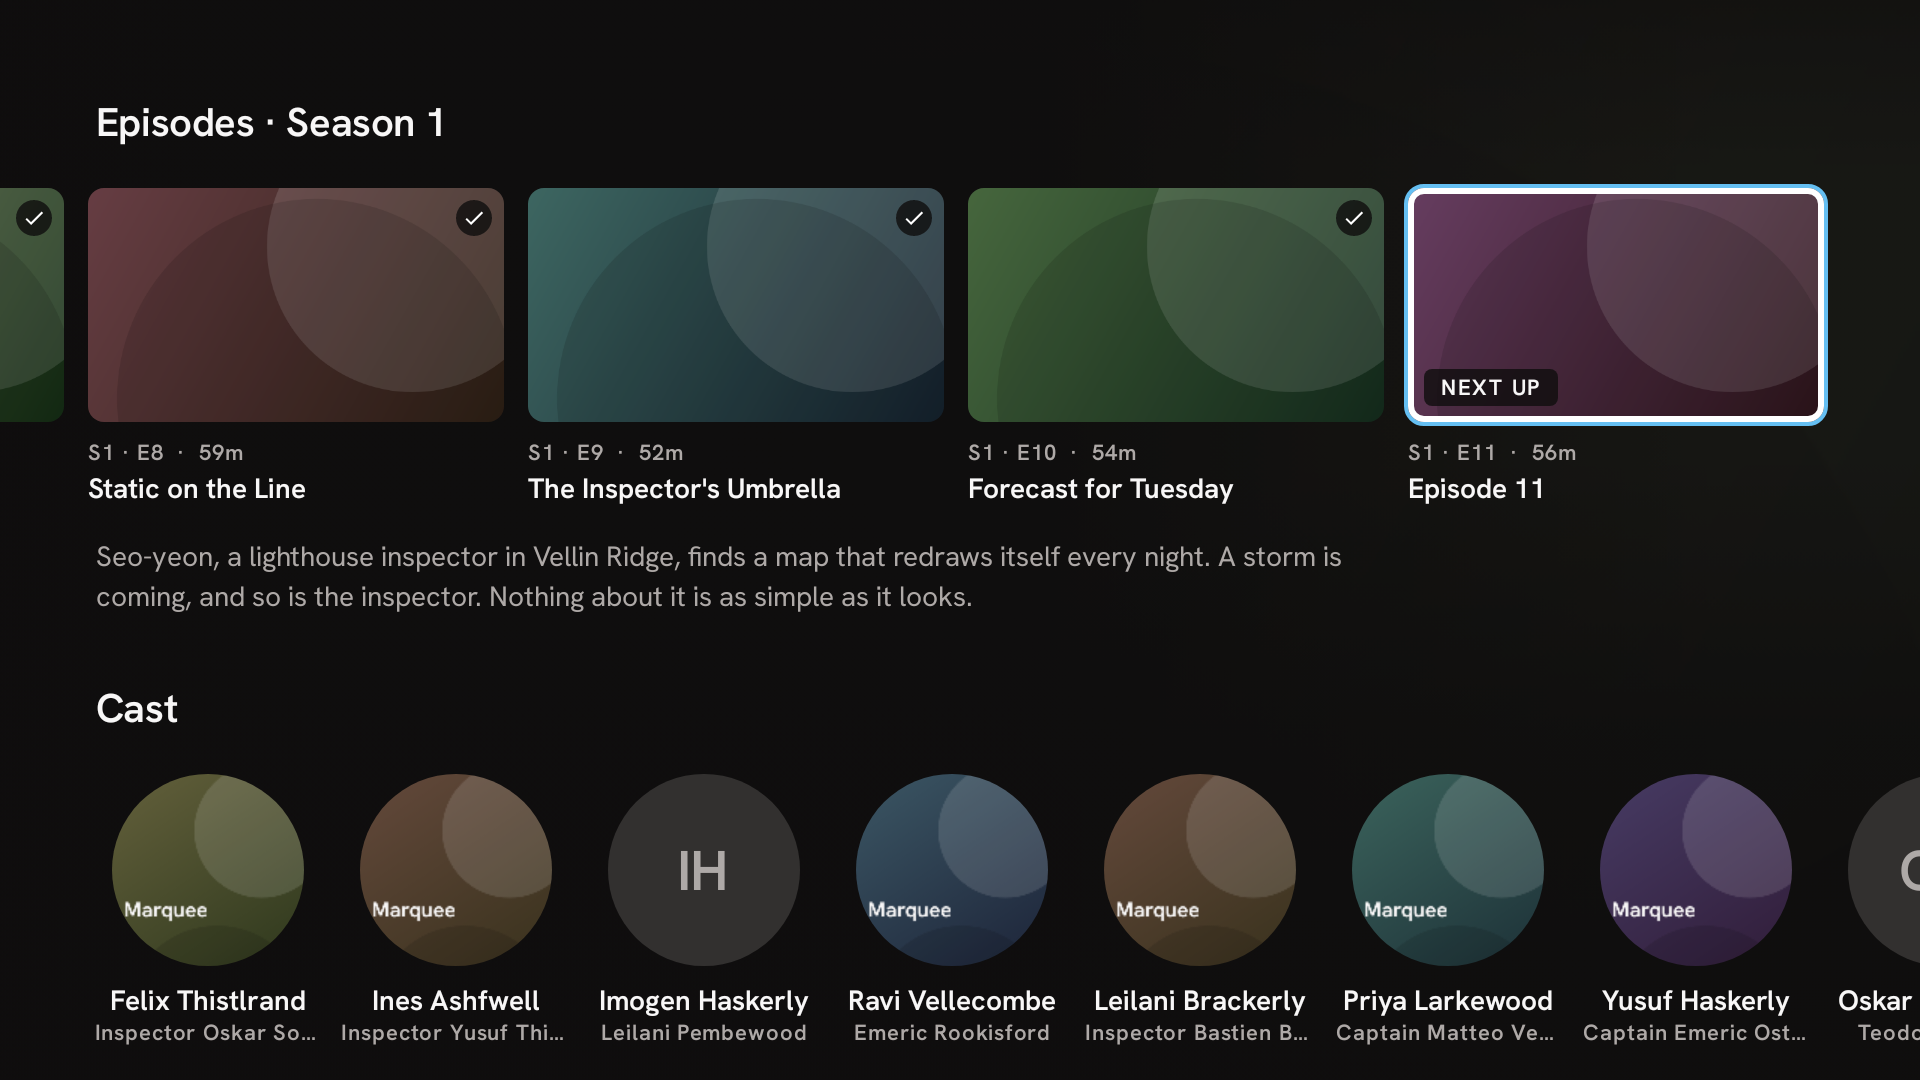 Episodes · Season 1
NEXT UP
S1 · E8 · 59m
Static on the Line
S1 · E9 · 52m
The Inspector's Umbrella
S1 · E10 · 54m
Forecast for Tuesday
S1 · E11 · 56m
Episode 11
Seo-yeon, a lighthouse inspector in Vellin Ridge, finds a map that redraws itself every night. A storm is
coming, and so is the inspector. Nothing about it is as simple as it looks.
Cast
Marquee
Felix Thistlrand
Inspector Oskar So...
Marquee
Ines Ashfwell
Inspector Yusuf Thi...
IH
Imogen Haskerly
Leilani Pembewood
Marquee
Ravi Vellecombe
Emeric Rookisford
Marquee
Leilani Brackerly
Inspector Bastien B...
Marquee
Priya Larkewood
Captain Matteo Ve...
Marquee
Yusuf Haskerly
Captain Emeric Ost...
Oskar